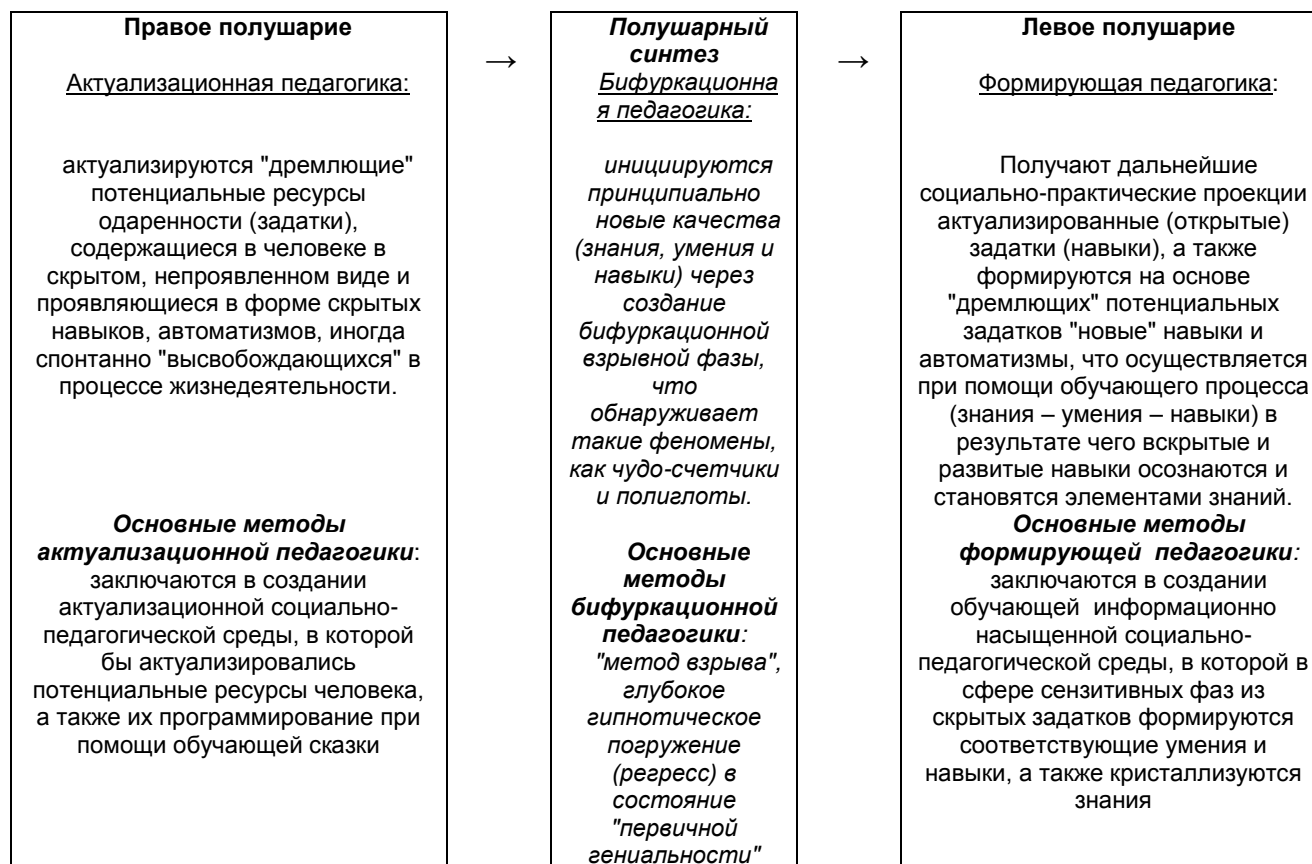 Правое полушарие
Актуализационная педагогика:
актуализируются "дремлющие"
потенциальные ресурсы
одаренности (задатки),
содержащиеся в человеке в
скрытом, непроявленном виде и
проявляющиеся в форме скрытых
навыков, автоматизмов, иногда
спонтанно "высвобождающихся" в
процессе жизнедеятельности.
Основные методы
актуализационной педагогики:
заключаются в создании
актуализационной социально-
педагогической среды, в которой
бы актуализировались
потенциальные ресурсы человека,
а также их программирование при
помощи обучающей сказки
→
Полушарный
синтез
Бифуркационна
я педагогика:
инициируются
принципиально
новые качества
(знания, умения и
навыки) через
создание
бифуркационной
взрывной фазы,
что
обнаруживает
такие феномены,
как чудо-счетчики
и полиглоты.
Основные
методы
бифуркационной
педагогики:
"метод взрыва",
глубокое
гипнотическое
погружение
(регресс) в
состояние
"первичной
гениальности"
→
Левое полушарие
Формирующая педагогика:
Получают дальнейшие
социально-практические проекции
актуализированные (открытые)
задатки (навыки), а также
формируются на основе
"дремлющих" потенциальных
задатков "новые" навыки и
автоматизмы, что осуществляется
при помощи обучающего процесса
(знания – умения – навыки) в
результате чего вскрытые и
развитые навыки осознаются и
становятся элементами знаний.
Основные методы
формирующей педагогики:
заключаются в создании
обучающей информационно
насыщенной социально-
педагогической среды, в которой в
сфере сензитивных фаз из
скрытых задатков формируются
соответствующие умения и
навыки, а также кристаллизуются
знания